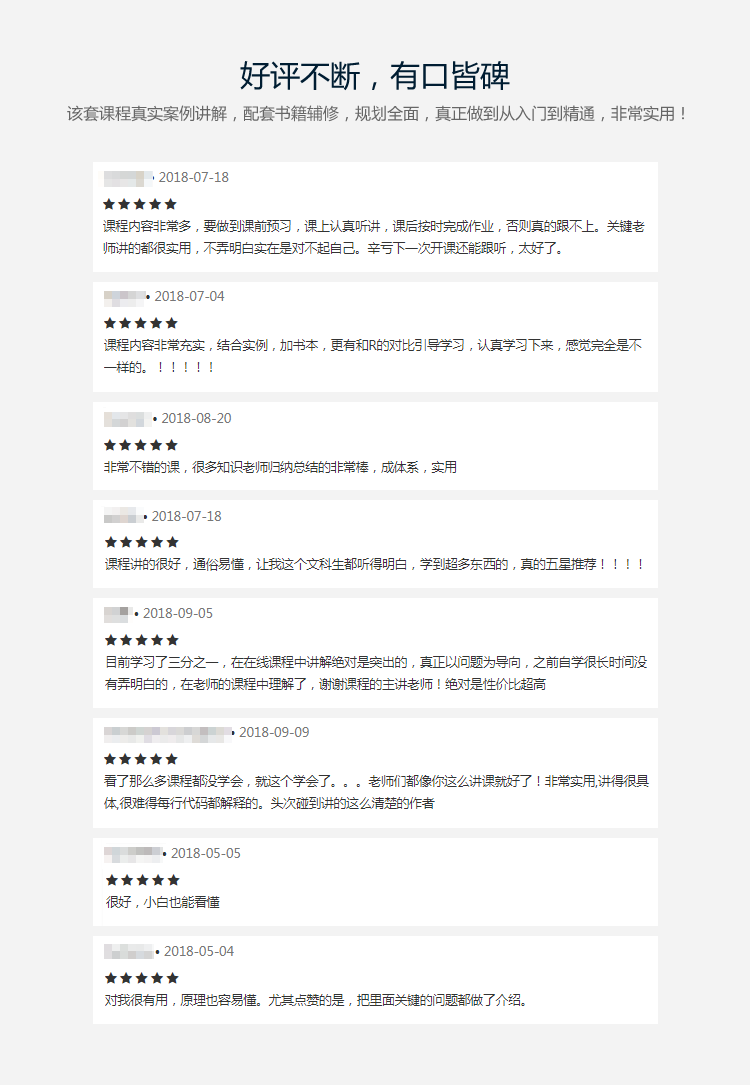 好评不断，有口皆碑
该套课程真实案例讲解，配套书籍辅修，规划全面，真正做到从入门到精通，非常实用！
• 2018-07-18
★★★★★
课程内容非常多，要做到课前预习，课上认真听讲，课后按时完成作业，否则真的跟不上。关键老
师讲的都很实用，不弄明白实在是对不起自己。辛亏下一次开课还能跟听，太好了。
• 2018-07-04
★★★★★
课程内容非常充实，结合实例，加书本，更有和R的对比引导学习，认真学习下来，感觉完全是不
一样的。！！！！！
• 2018-08-20
★★★★★
非常不错的课，很多知识老师归纳总结的非常棒，成体系，实用
• 2018-07-18
★★★★★
课程讲的很好，通俗易懂，让我这个文科生都听得明白，学到超多东西的，真的五星推荐！！！！
• 2018-09-05
★★★★★
目前学习了三分之一，在在线课程中讲解绝对是突出的，真正以问题为导向，之前自学很长时间没
有弄明白的，在老师的课程中理解了，谢谢课程的主讲老师！绝对是性价比超高
• 2018-09-09
★★★★★
看了那么多课程都没学会，就这个学会了。。。老师们都像你这么讲课就好了！非常实用,讲得很具
体,很难得每行代码都解释的。头次碰到讲的这么清楚的作者
• 2018-05-05
★★★★★
很好，小白也能看懂
• 2018-05-04
★★★★★
对我很有用，原理也容易懂。尤其点赞的是，把里面关键的问题都做了介绍。